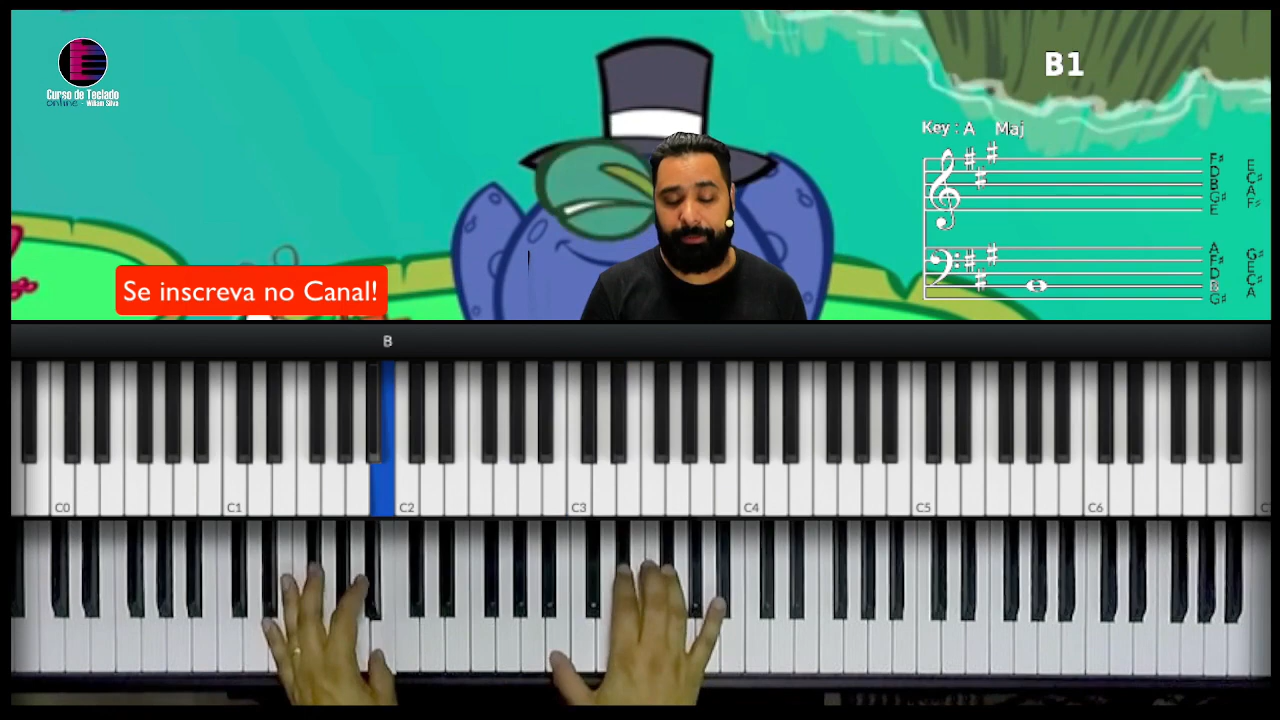 Curso de Teclado
online - William Silva
B1
Key : A Maj
F♯
D
B
G♯
E
E
C♯
A
F♯
A
F♯
D
B
G♯
G♯
E
C♯
A
Se inscreva no Canal!
B
C0 C1 C2 C3 C4 C5 C6